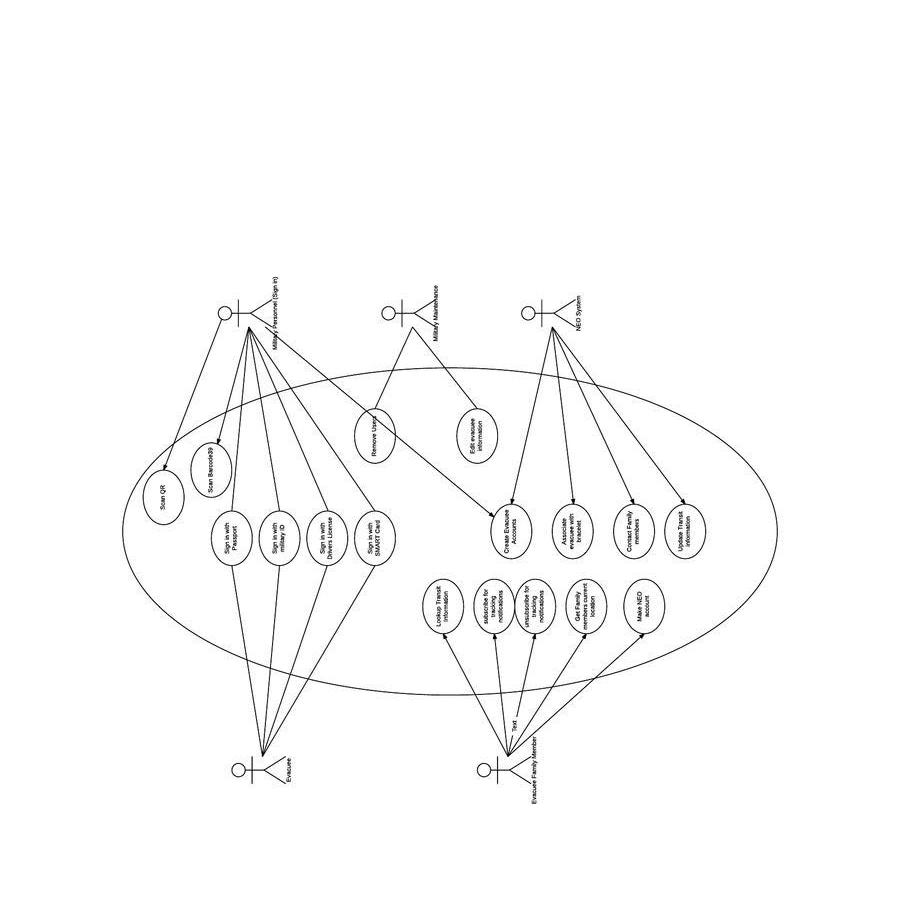 Military Personnel (Sign in)
Military Maintenance
NEO System
Scan QR
Scan Barcode39
Remove Users
Edit evacuee
information
Sign in with
Passport
Sign in with
military ID
Sign in with
Drivers License
Sign in with
SMART Card
Create Evacuee
Accounts
Associate
evacuee with
bracelet
Contact Family
members
Update Transit
information
Lookup Transit
Information
subscribe for
tracking
notifications
unsubscribe for
tracking
notifications
Get Family
members current
location
Make NEO
account
Text
Evacuee
Evacuee Family Member